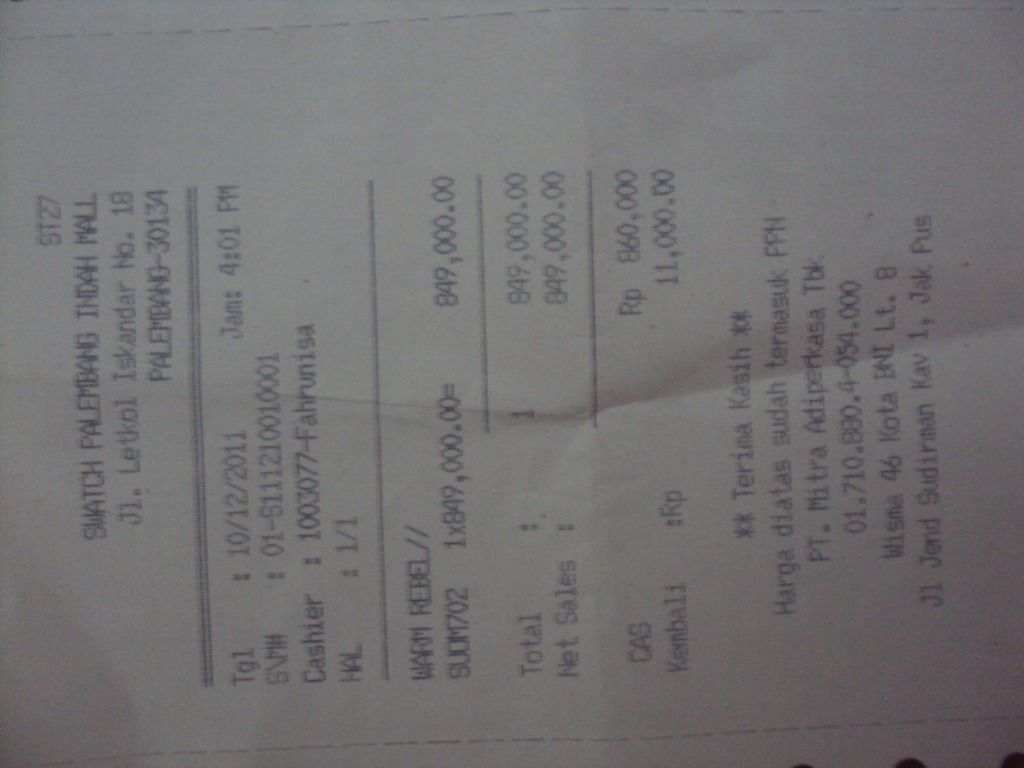 ST27
SWATCH PALEMBANG INDAH MALL
Jl. Letkol Iskandar No. 18
PALEMBANG-30134
Tgl : 10/12/2011 Jam: 4:01 PM
SVM# : 01-S111210010001
Cashier : 1003077-Fahrunisa
HAL : 1/1
WARM REBEL//
SUOM702 1x849,000.00= 849,000.00
Total : 1 849,000.00
Net Sales : 849,000.00
CAS Rp 860,000
Kembali :Rp 11,000.00
** Terima Kasih **
Harga diatas sudah termasuk PPN
PT. Mitra Adiperkasa Tbk
01.710.880.4-054.000
Wisma 46 Kota BNI Lt. 8
Jl Jend Sudirman Kav 1, Jak Pus